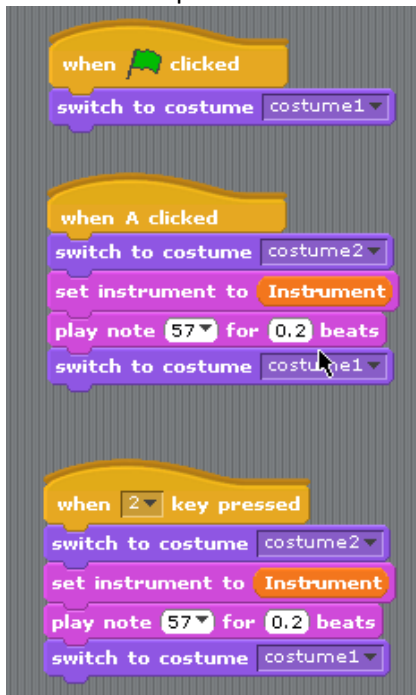 when clicked
switch to costume costume1
when A clicked
switch to costume costume2
set instrument to Instrument
play note 57 for 0.2 beats
switch to costume costume1
when 2 key pressed
switch to costume costume2
set instrument to Instrument
play note 57 for 0.2 beats
switch to costume costume1